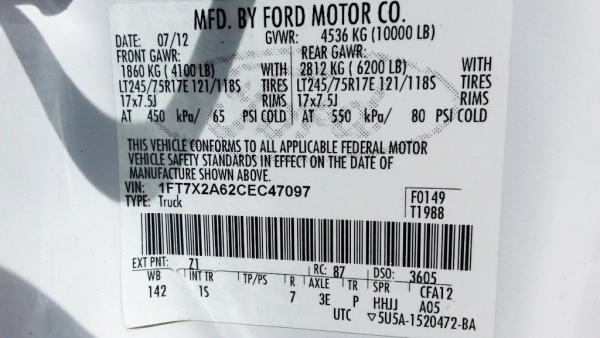 MFD. BY FORD MOTOR CO.
DATE: 07/12 GVWR: 4536 KG (10000 LB)
FRONT GAWR: REAR GAWR:
1860 KG ( 4100 LB) WITH 2812 KG ( 6200 LB) WITH
LT245/75R17E 121/118S TIRES LT245/75R17E 121/118S TIRES
17x7.5J RIMS 17x7.5J RIMS
AT 450 kPa/ 65 PSI COLD AT 550 kPa/ 80 PSI COLD
THIS VEHICLE CONFORMS TO ALL APPLICABLE FEDERAL MOTOR
VEHICLE SAFETY STANDARDS IN EFFECT ON THE DATE OF
MANUFACTURE SHOWN ABOVE.
VIN: 1FT7X2A62CEC47097 F0149
TYPE: Truck T1988
EXT PNT: Z1 RC: 87 DSO: 3605
WB INT TR TP/PS R AXLE TR SPR CFA12
142 1S 7 3E P HHJJ A05
UTC ▽5U5A-1520472-BA